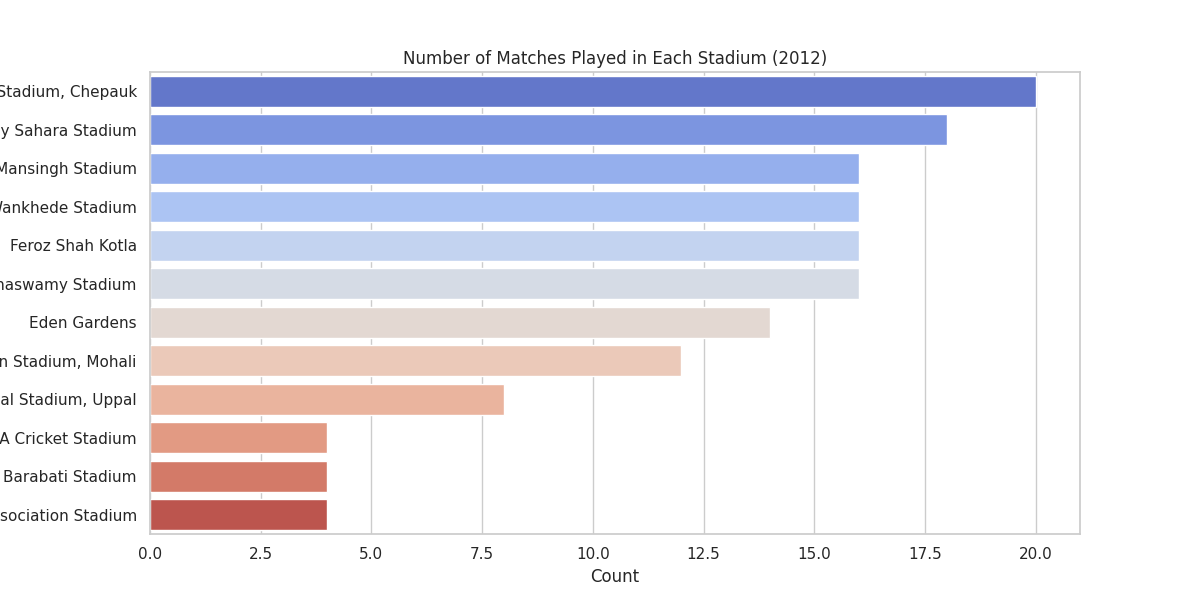 Number of Matches Played in Each Stadium (2012)
Stadium, Chepauk
y Sahara Stadium
Mansingh Stadium
Wankhede Stadium
Feroz Shah Kotla
naswamy Stadium
Eden Gardens
n Stadium, Mohali
al Stadium, Uppal
A Cricket Stadium
Barabati Stadium
sociation Stadium
0.0 2.5 5.0 7.5 10.0 12.5 15.0 17.5 20.0
Count